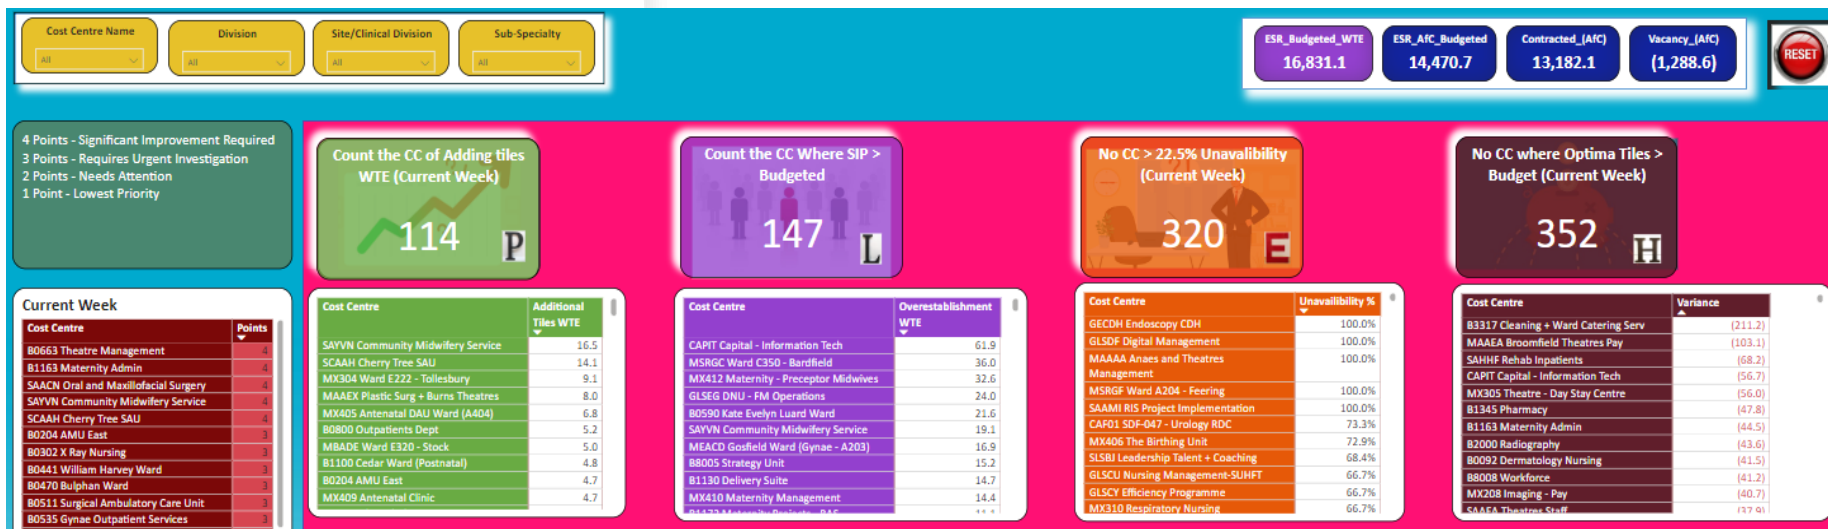 Cost Centre Name
All
Division
All
Site/Clinical Division
All
Sub-Specialty
All
ESR_Budgeted_WTE
16,831.1
ESR_AfC_Budgeted
14,470.7
Contracted_(AfC)
13,182.1
Vacancy_(AfC)
(1,288.6)
RESET
4 Points - Significant Improvement Required
3 Points - Requires Urgent Investigation
2 Points - Needs Attention
1 Point - Lowest Priority
Count the CC of Adding tiles
WTE (Current Week)
114
P
Count the CC Where SIP >
Budgeted
147
L
No CC > 22.5% Unavalibility
(Current Week)
320
E
No CC where Optima Tiles >
Budget (Current Week)
352
H
Current Week
Cost Centre Points
B0663 Theatre Management 4
B1163 Maternity Admin 4
SAACN Oral and Maxillofacial Surgery 4
SAYVN Community Midwifery Service 4
SCAAH Cherry Tree SAU 4
B0204 AMU East 3
B0302 X Ray Nursing 3
B0441 William Harvey Ward 3
B0470 Bulphan Ward 3
B0511 Surgical Ambulatory Care Unit 3
B0535 Gynae Outpatient Services 3
Cost Centre Additional
Tiles WTE
SAYVN Community Midwifery Service 16.5
SCAAH Cherry Tree SAU 14.1
MX304 Ward E222 - Tollesbury 9.1
MAAEX Plastic Surg + Burns Theatres 8.0
MX405 Antenatal DAU Ward (A404) 6.8
B0800 Outpatients Dept 5.2
MBADE Ward E320 - Stock 5.0
B1100 Cedar Ward (Postnatal) 4.8
B0204 AMU East 4.7
MX409 Antenatal Clinic 4.7
Cost Centre Overestablishment
WTE
CAPIT Capital - Information Tech 61.9
MSRGC Ward C350 - Bardfield 36.0
MX412 Maternity - Preceptor Midwives 32.6
GLSEG DNU - FM Operations 24.0
B0590 Kate Evelyn Luard Ward 21.6
SAYVN Community Midwifery Service 19.1
MEACD Gosfield Ward (Gynae - A203) 16.9
B8005 Strategy Unit 15.2
B1130 Delivery Suite 14.7
MX410 Maternity Management 14.4
Cost Centre Unavailibility %
GECDH Endoscopy CDH 100.0%
GLSDF Digital Management 100.0%
MAAAA Anaes and Theatres 100.0%
Management
MSRGF Ward A204 - Feering 100.0%
SAAMI RIS Project Implementation 100.0%
CAF01 SDF-047 - Urology RDC 73.3%
MX406 The Birthing Unit 72.9%
SLSBJ Leadership Talent + Coaching 68.4%
GLSCU Nursing Management-SUHFT 66.7%
GLSCY Efficiency Programme 66.7%
MX310 Respiratory Nursing 66.7%
Cost Centre Variance
B3317 Cleaning + Ward Catering Serv (211.2)
MAAEA Broomfield Theatres Pay (103.1)
SAHHF Rehab Inpatients (68.2)
CAPIT Capital - Information Tech (56.7)
MX305 Theatre - Day Stay Centre (56.0)
B1345 Pharmacy (47.8)
B1163 Maternity Admin (44.5)
B2000 Radiography (43.6)
B0092 Dermatology Nursing (41.5)
B8008 Workforce (41.2)
MX208 Imaging - Pay (40.7)
SAAEA Theatres Staff (37.9)